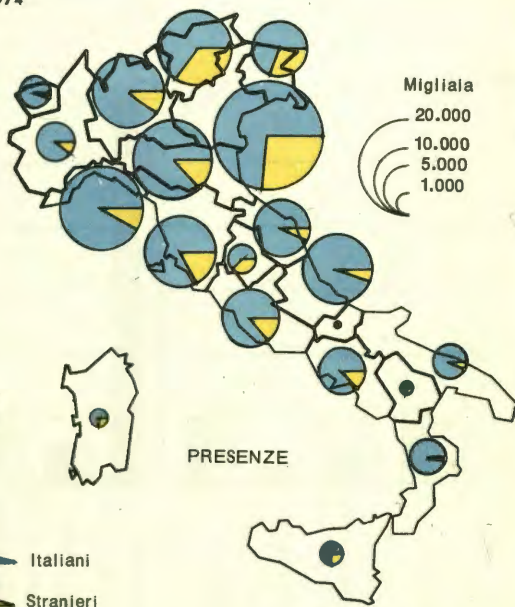 Migliaia
20.000
10.000
5.000
1.000
PRESENZE
Italiani
Stranieri